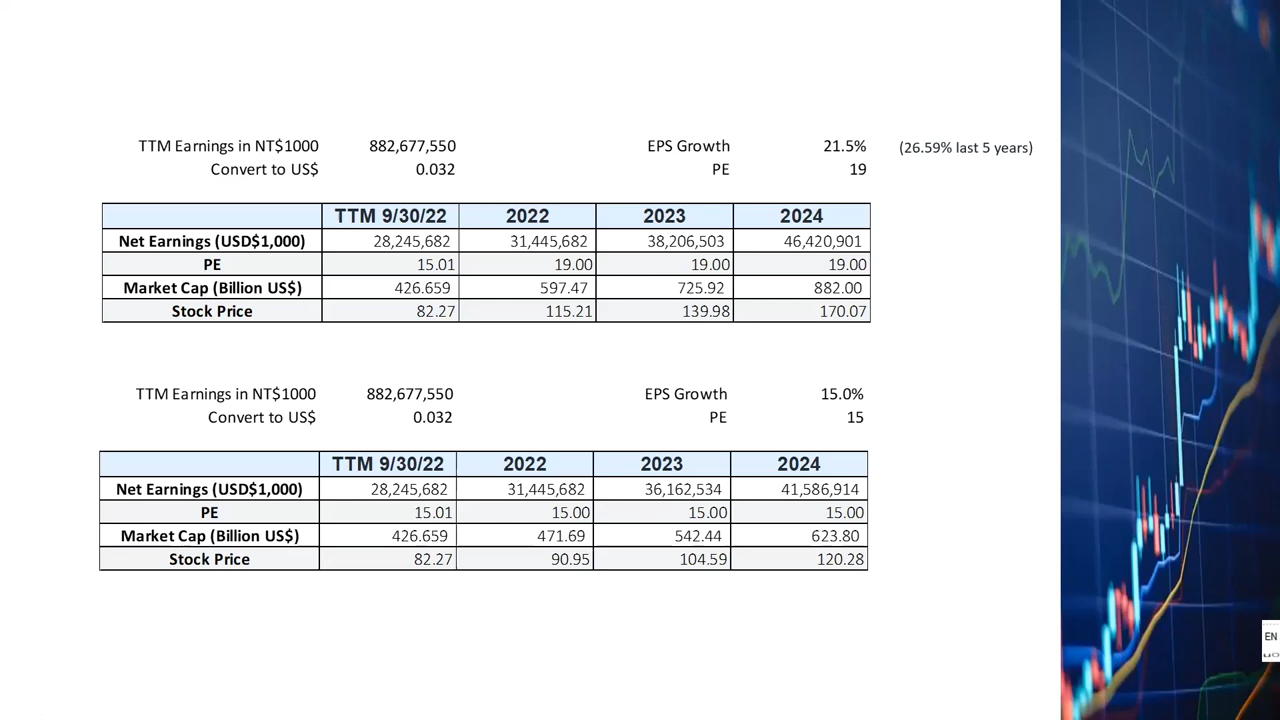 TTM Earnings in NT$1000 882,677,550 EPS Growth 21.5% (26.59% last 5 years)
Convert to US$ 0.032 PE 19
TTM 9/30/22 2022 2023 2024
Net Earnings (USD$1,000) 28,245,682 31,445,682 38,206,503 46,420,901
PE 15.01 19.00 19.00 19.00
Market Cap (Billion US$) 426.659 597.47 725.92 882.00
Stock Price 82.27 115.21 139.98 170.07
TTM Earnings in NT$1000 882,677,550 EPS Growth 15.0%
Convert to US$ 0.032 PE 15
TTM 9/30/22 2022 2023 2024
Net Earnings (USD$1,000) 28,245,682 31,445,682 36,162,534 41,586,914
PE 15.01 15.00 15.00 15.00
Market Cap (Billion US$) 426.659 471.69 542.44 623.80
Stock Price 82.27 90.95 104.59 120.28
EN